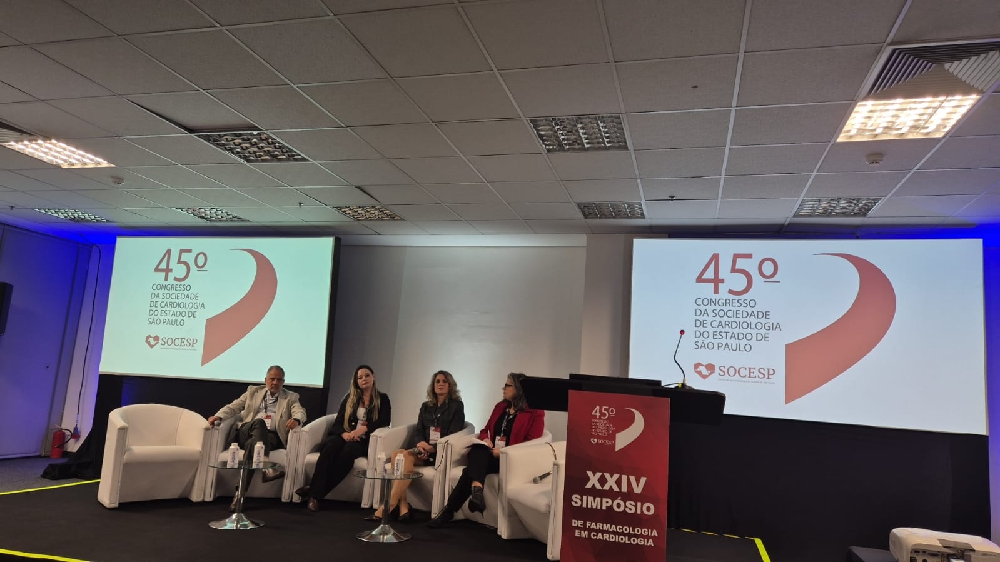 45º
CONGRESSO
DA SOCIEDADE
DE CARDIOLOGIA
DO ESTADO DE
SÃO PAULO
SOCESP
45º
CONGRESSO
DA SOCIEDADE
DE CARDIOLOGIA
DO ESTADO DE
SÃO PAULO
SOCESP
45º
CONGRESSO
DA SOCIEDADE
DE CARDIOLOGIA
DO ESTADO DE
SÃO PAULO
SOCESP
XXIV
SIMPÓSIO
DE FARMACOLOGIA
EM CARDIOLOGIA
água
água